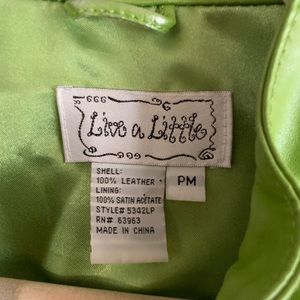 Live a Little
SHELL:
100% LEATHER
LINING:
100% SATIN ACETATE
STYLE# 5342LP
RN# 63963
MADE IN CHINA
PM